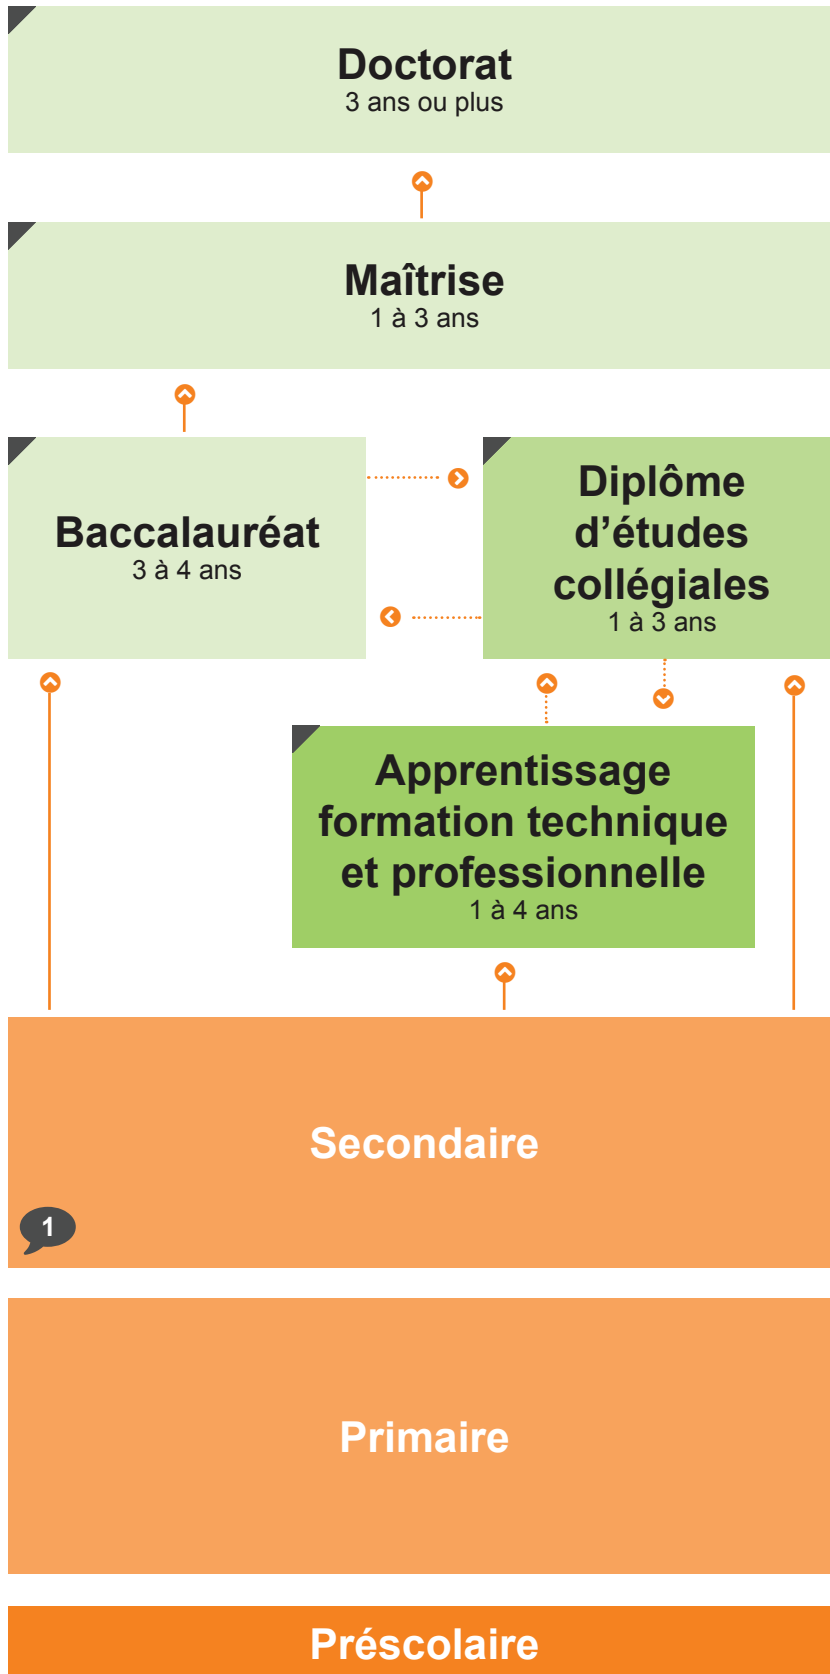 Doctorat
3 ans ou plus
Maîtrise
1 à 3 ans
Baccalauréat
3 à 4 ans
Diplôme
d’études
collégiales
1 à 3 ans
Apprentissage
formation technique
et professionnelle
1 à 4 ans
Secondaire
1
Primaire
Préscolaire